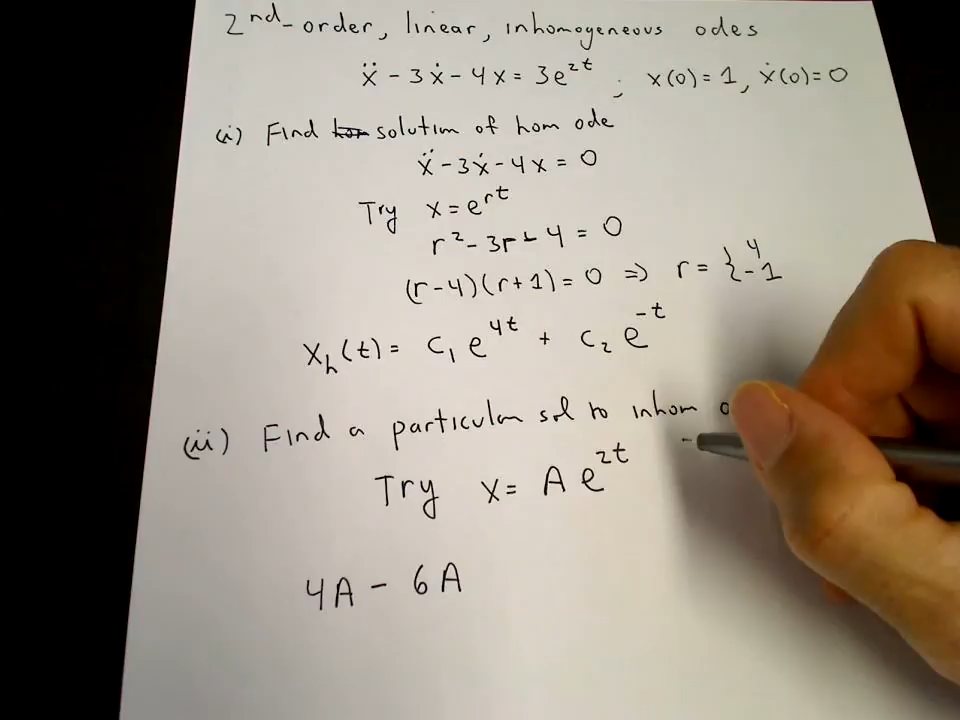 2nd-order, linear, inhomogeneous odes
ẍ - 3ẋ - 4x = 3e^{2t} ; x(0) = 1, ẋ(0) = 0
(i) Find solution of hom ode
ẍ - 3ẋ - 4x = 0
Try x = e^{rt}
r² - 3r - 4 = 0
(r-4)(r+1) = 0 => r = { 4 -1
x_h(t) = c₁e^{4t} + c₂e^{-t}
(ii) Find a particular sol to inhom o
Try x = Ae^{2t}
4A - 6A